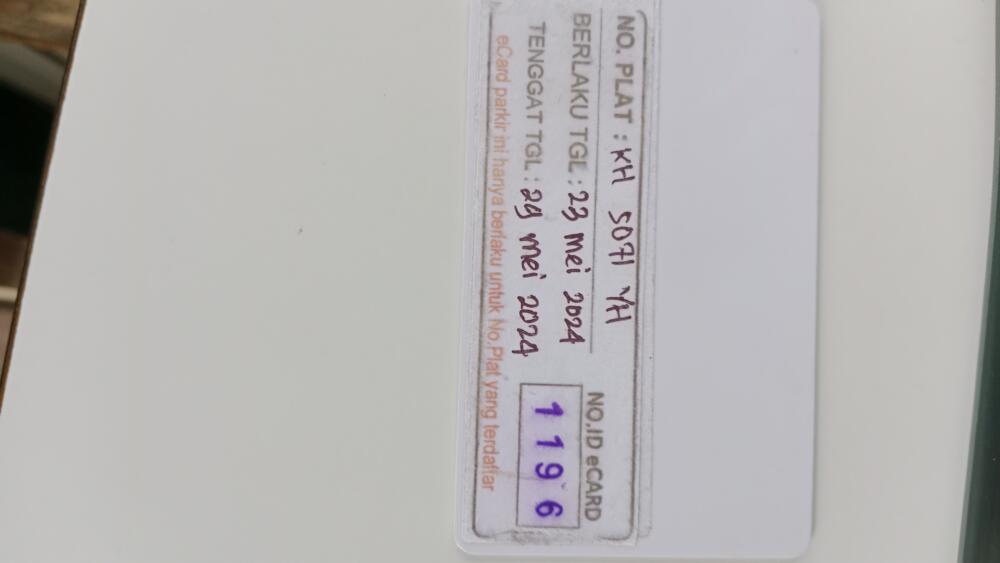 NO. PLAT : KH 5071 YH
BERLAKU TGL : 23 mei 2024
TENGGAT TGL : 29 mei 2024
eCard parkir ini hanya berlaku untuk No.Plat yang terdaftar
NO,ID eCARD
1196